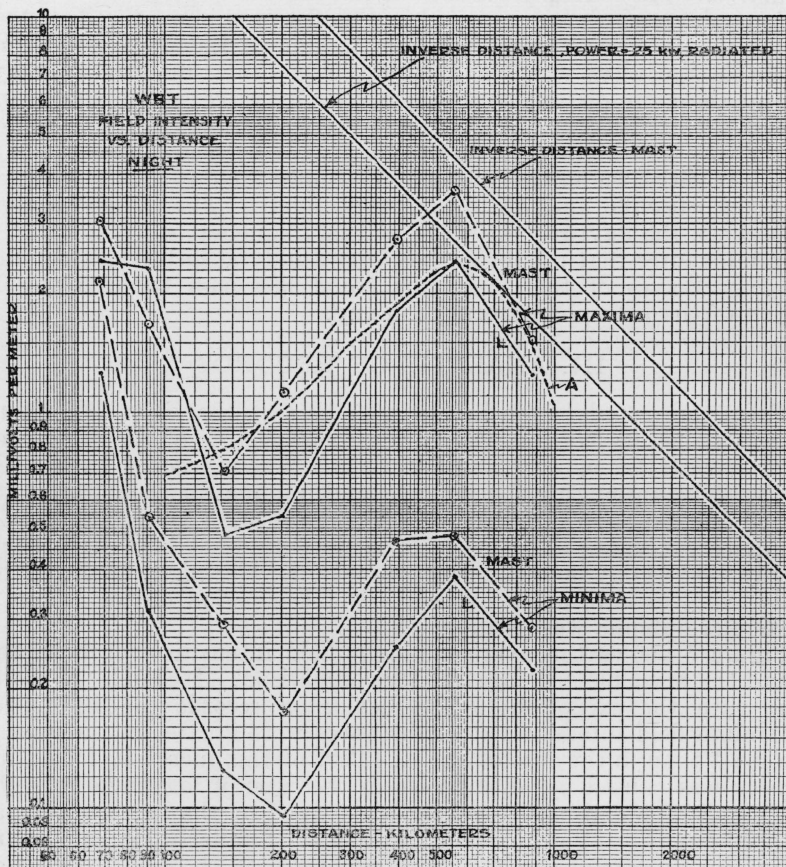 10
9
8
7
6
5
4
3
2
1
0.9
0.8
0.7
0.6
0.5
0.4
0.3
0.2
0.1
0.09
0.08
MILLIVOLTS PER METER
WBT
FIELD INTENSITY
VS. DISTANCE
NIGHT
INVERSE DISTANCE, POWER = 25 kw, RADIATED
INVERSE DISTANCE - MAST
MAST
MAXIMA
L
A
MAST
L
MINIMA
DISTANCE - KILOMETERS
50 60 70 80 90 100 200 300 400 500 1000 2000